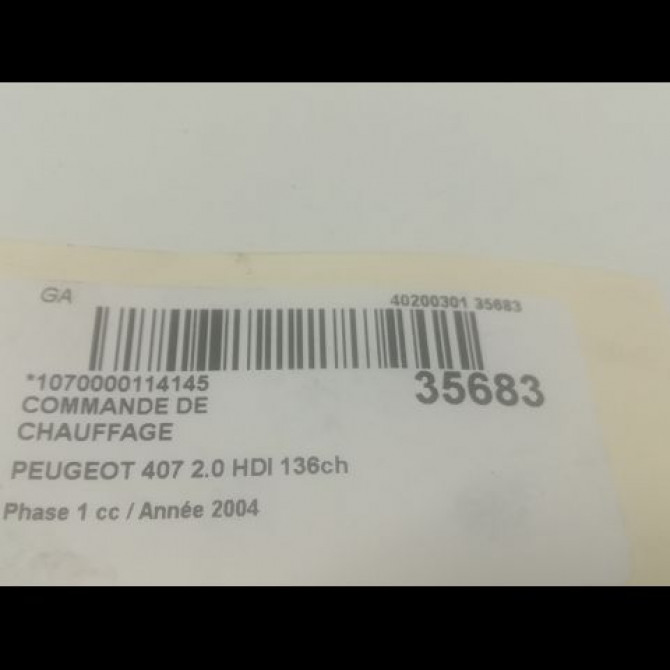 GA
40200301 35683
*1070000114145
35683
COMMANDE DE
CHAUFFAGE
PEUGEOT 407 2.0 HDI 136ch
Phase 1 cc / Année 2004